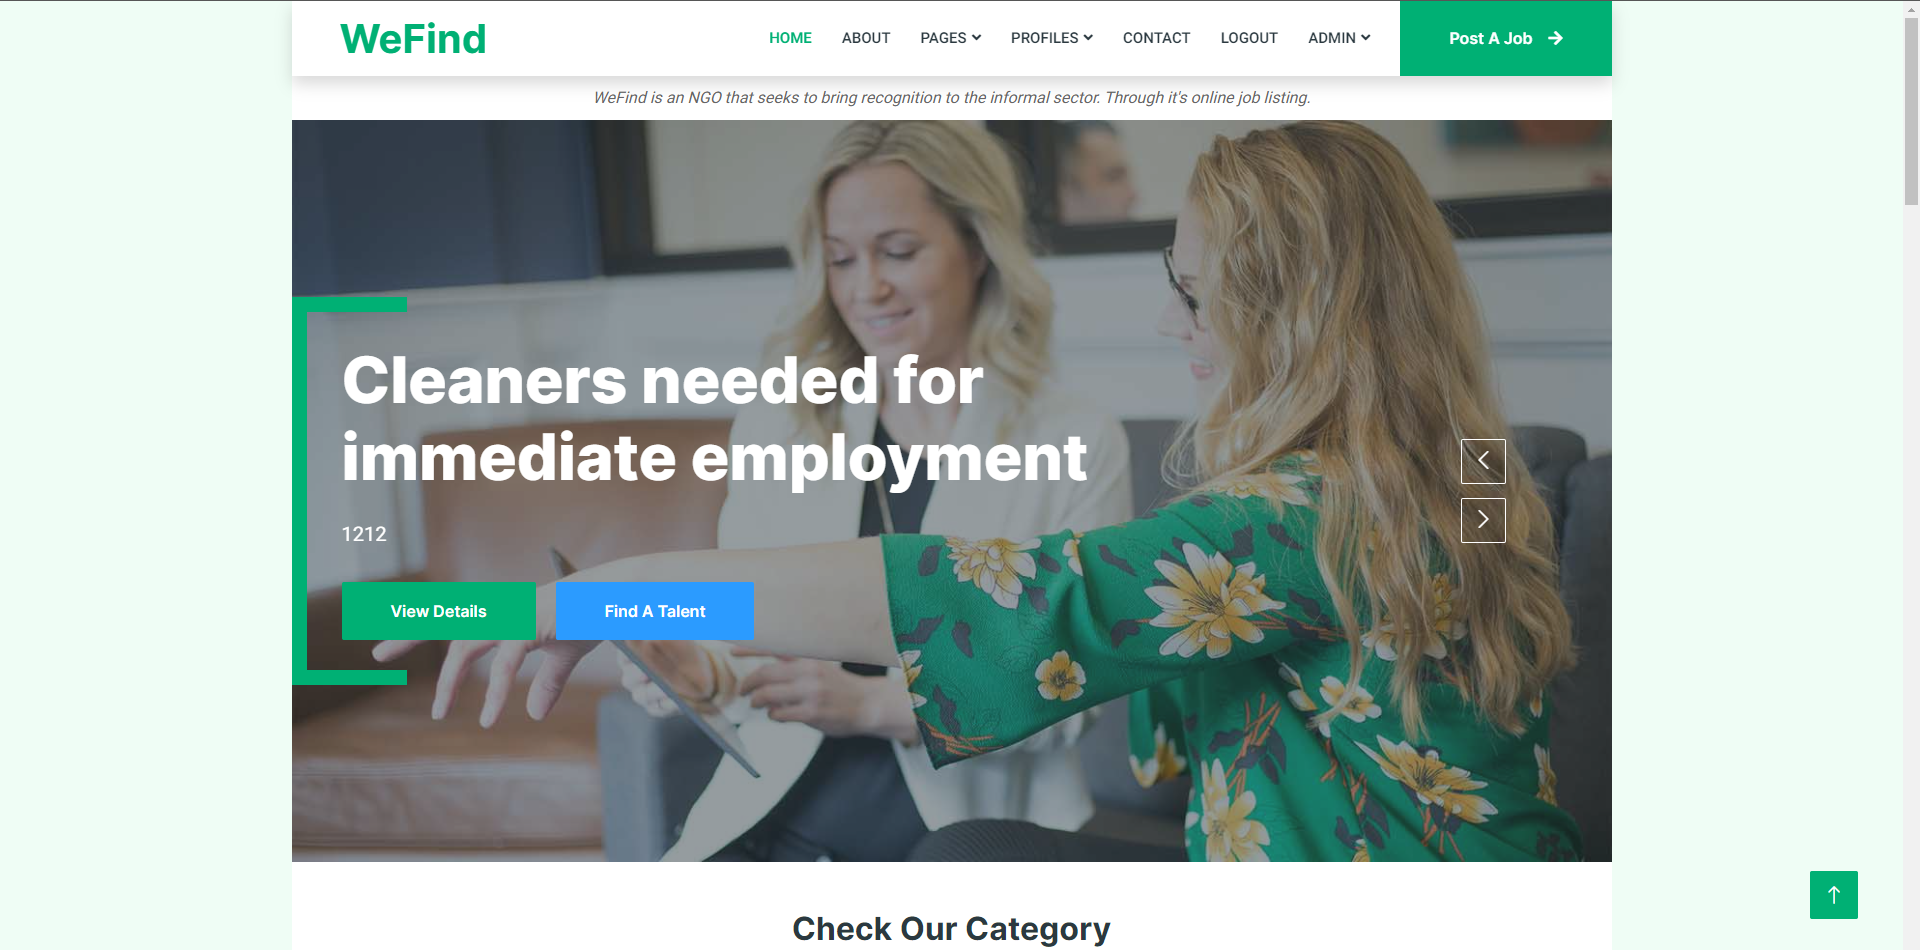 WeFind
HOME ABOUT PAGES PROFILES CONTACT LOGOUT ADMIN Post A Job
WeFind is an NGO that seeks to bring recognition to the informal sector. Through it's online job listing.
Cleaners needed for
immediate employment
1212
View Details Find A Talent
Check Our Category